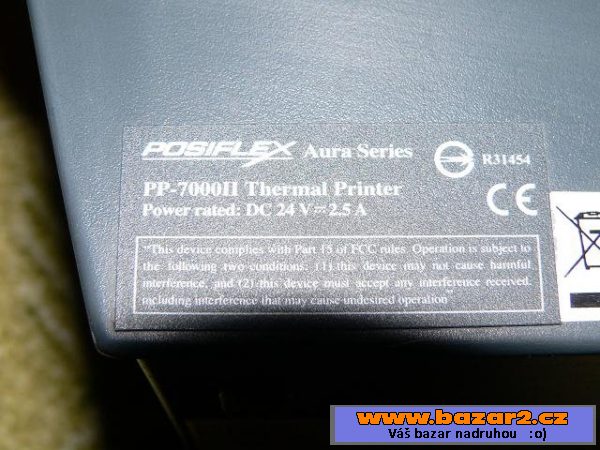 POSIFLEX Aura Series
R31454
PP-7000II Thermal Printer
CE
Power rated: DC 24 V⎓2.5 A
"This device complies with Part 15 of FCC rules. Operation is subject to
the following two conditions: (1) this device may not cause harmful
interference, and (2) this device must accept any interference received,
including interference that may cause undesired operation"
www.bazar2.cz
Váš bazar nadruhou :o)